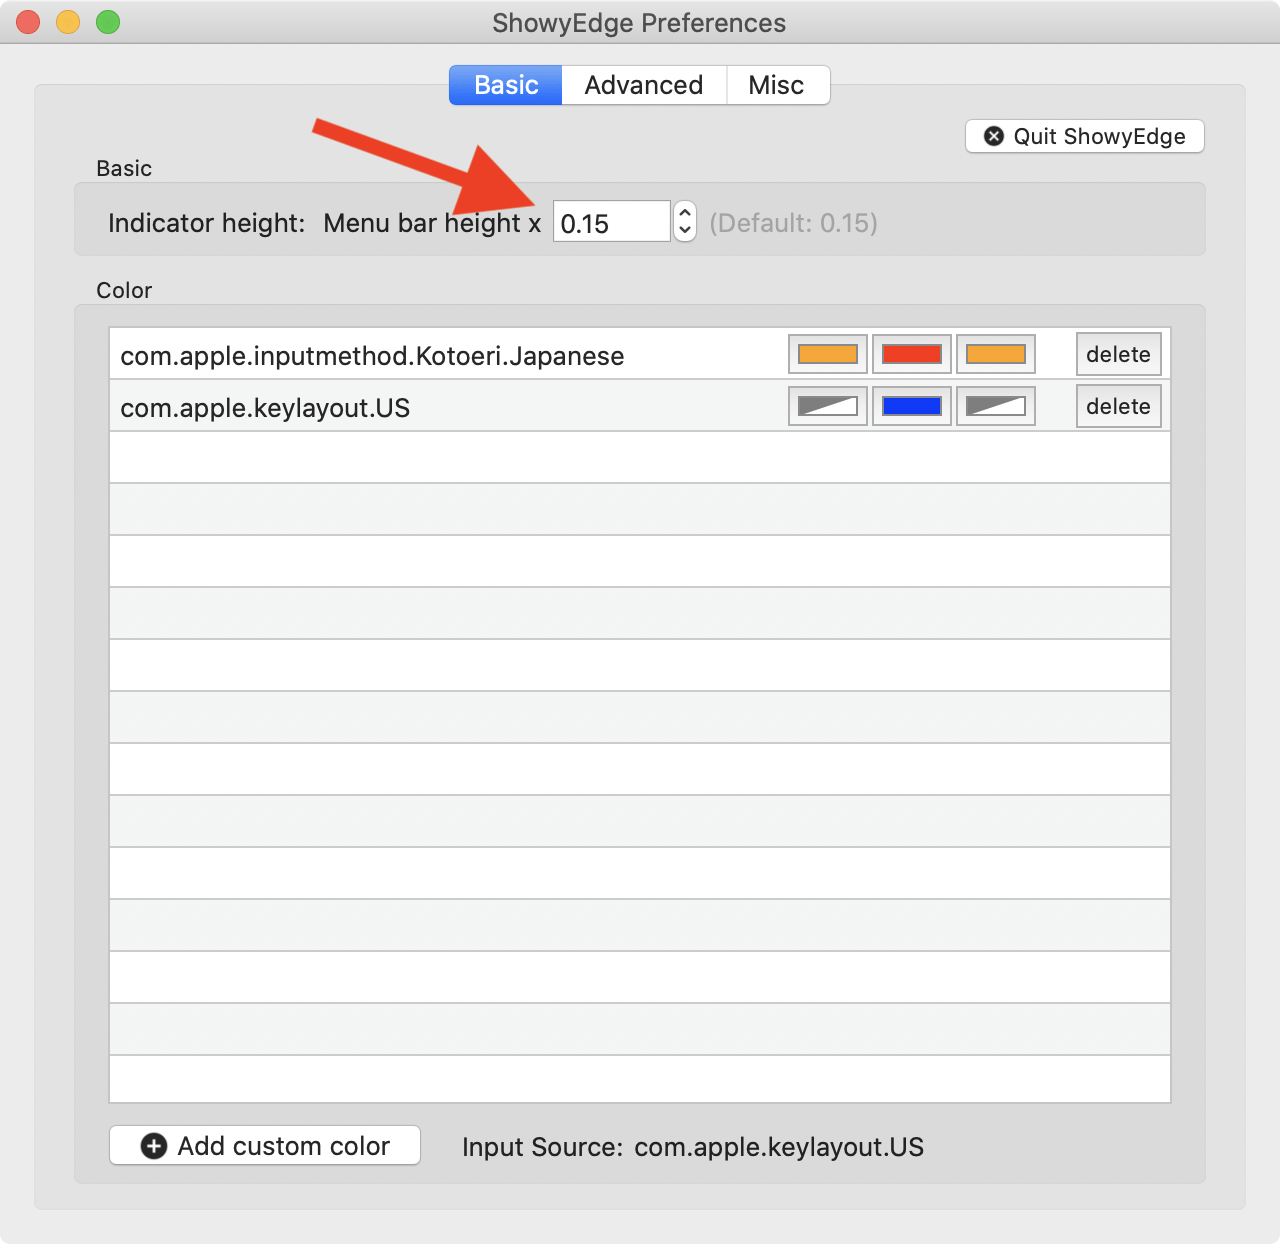 ShowyEdge Preferences
Basic Advanced Misc
Quit ShowyEdge
Basic
Indicator height: Menu bar height x 0.15 (Default: 0.15)
Color
com.apple.inputmethod.Kotoeri.Japanese delete
com.apple.keylayout.US delete
Add custom color Input Source: com.apple.keylayout.US